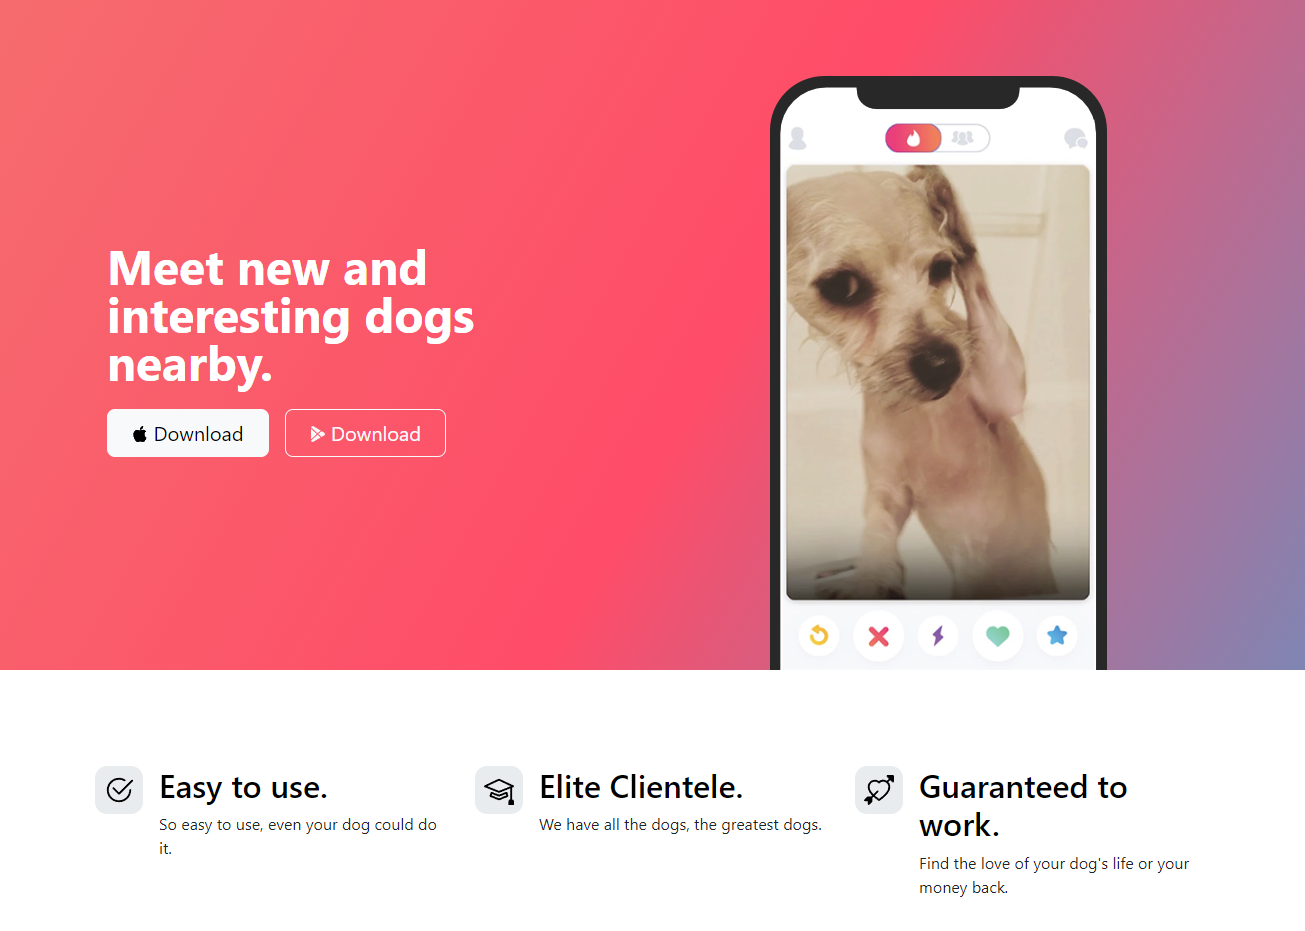 Meet new and
interesting dogs
nearby.
Download
Download
Easy to use.
So easy to use, even your dog could do
it.
Elite Clientele.
We have all the dogs, the greatest dogs.
Guaranteed to
work.
Find the love of your dog's life or your
money back.